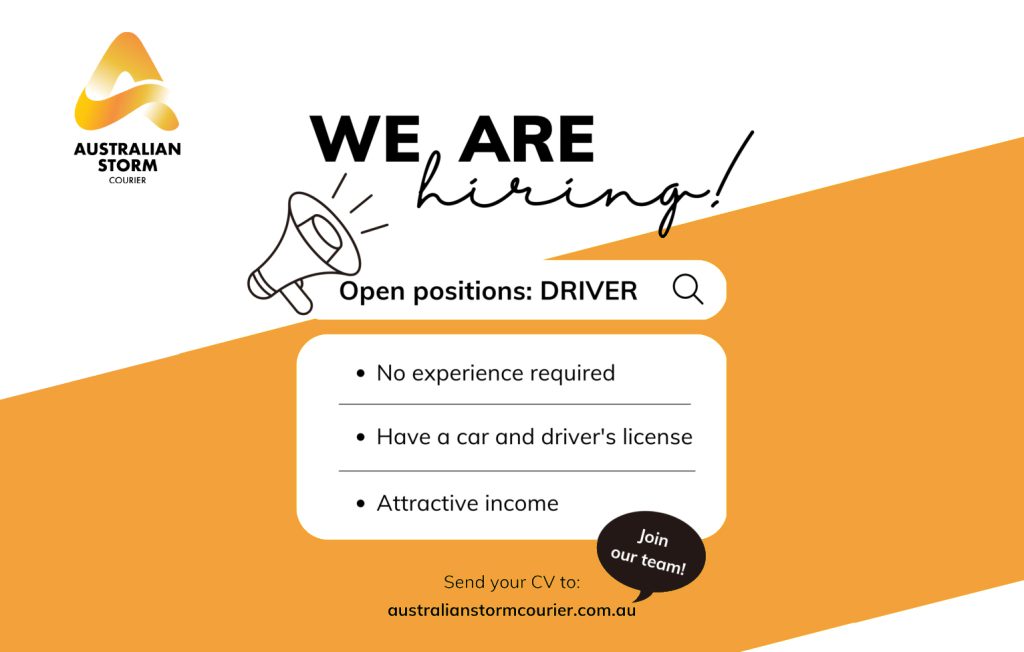 AUSTRALIAN
STORM
COURIER
WE ARE
hiring!
Open positions: DRIVER
• No experience required
• Have a car and driver's license
• Attractive income
Join
our team!
Send your CV to:
australianstormcourier.com.au